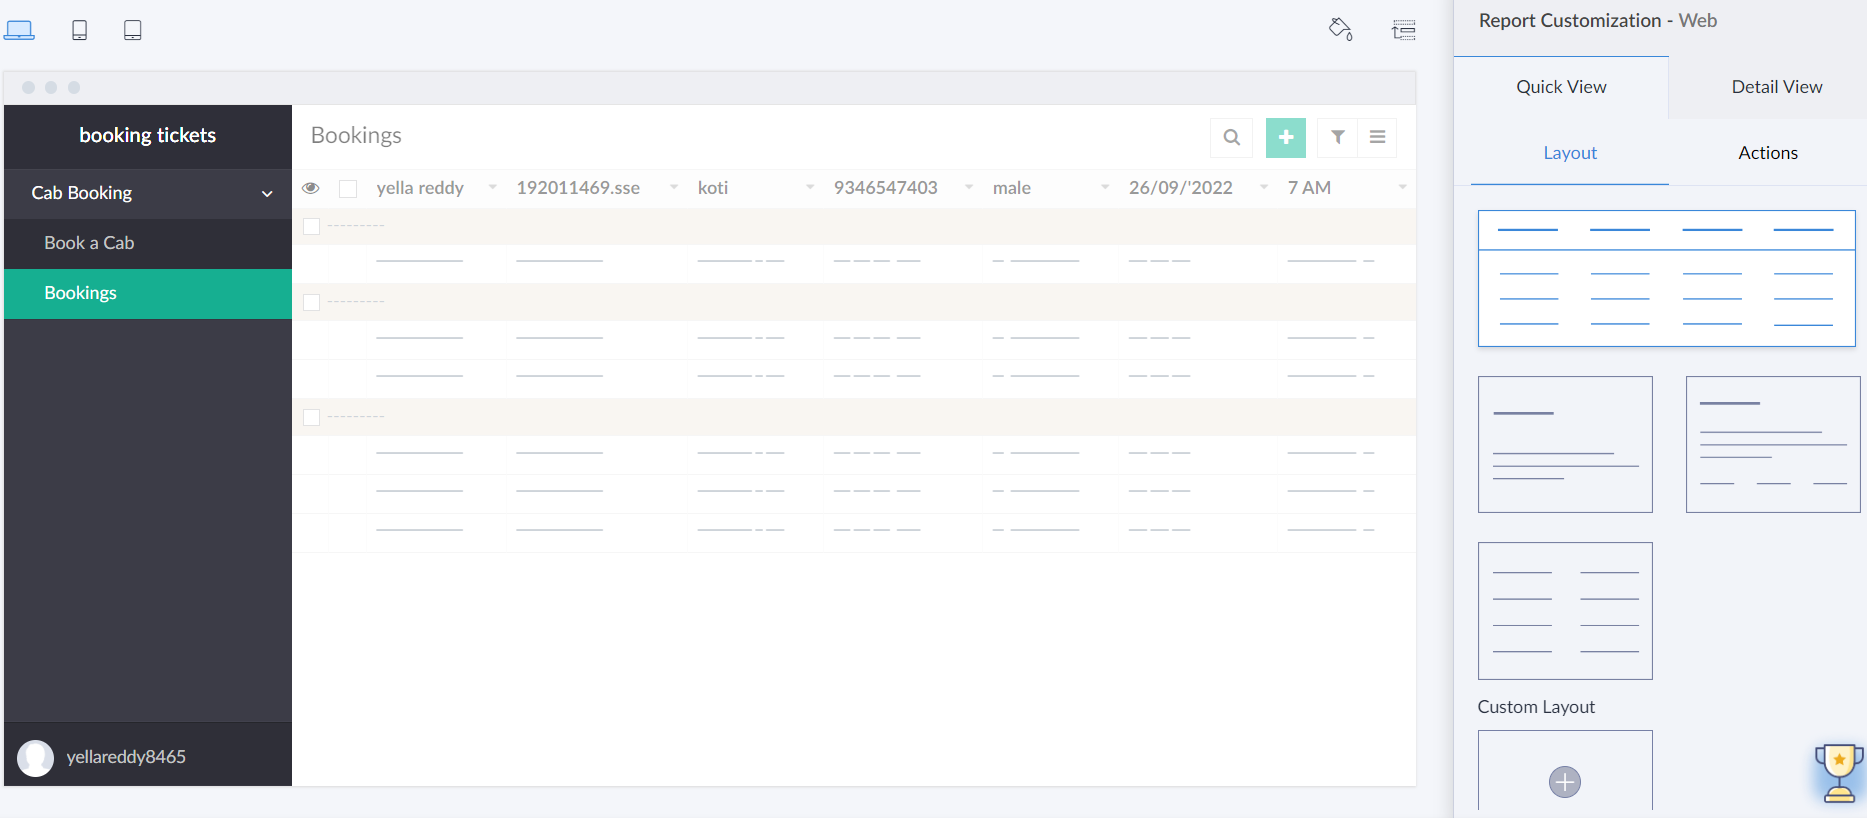 Report Customization - Web
Quick View
Detail View
Layout
Actions
booking tickets
Cab Booking
Book a Cab
Bookings
yellareddy8465
Bookings
yella reddy 192011469.sse koti 9346547403 male 26/09/'2022 7 AM
Custom Layout